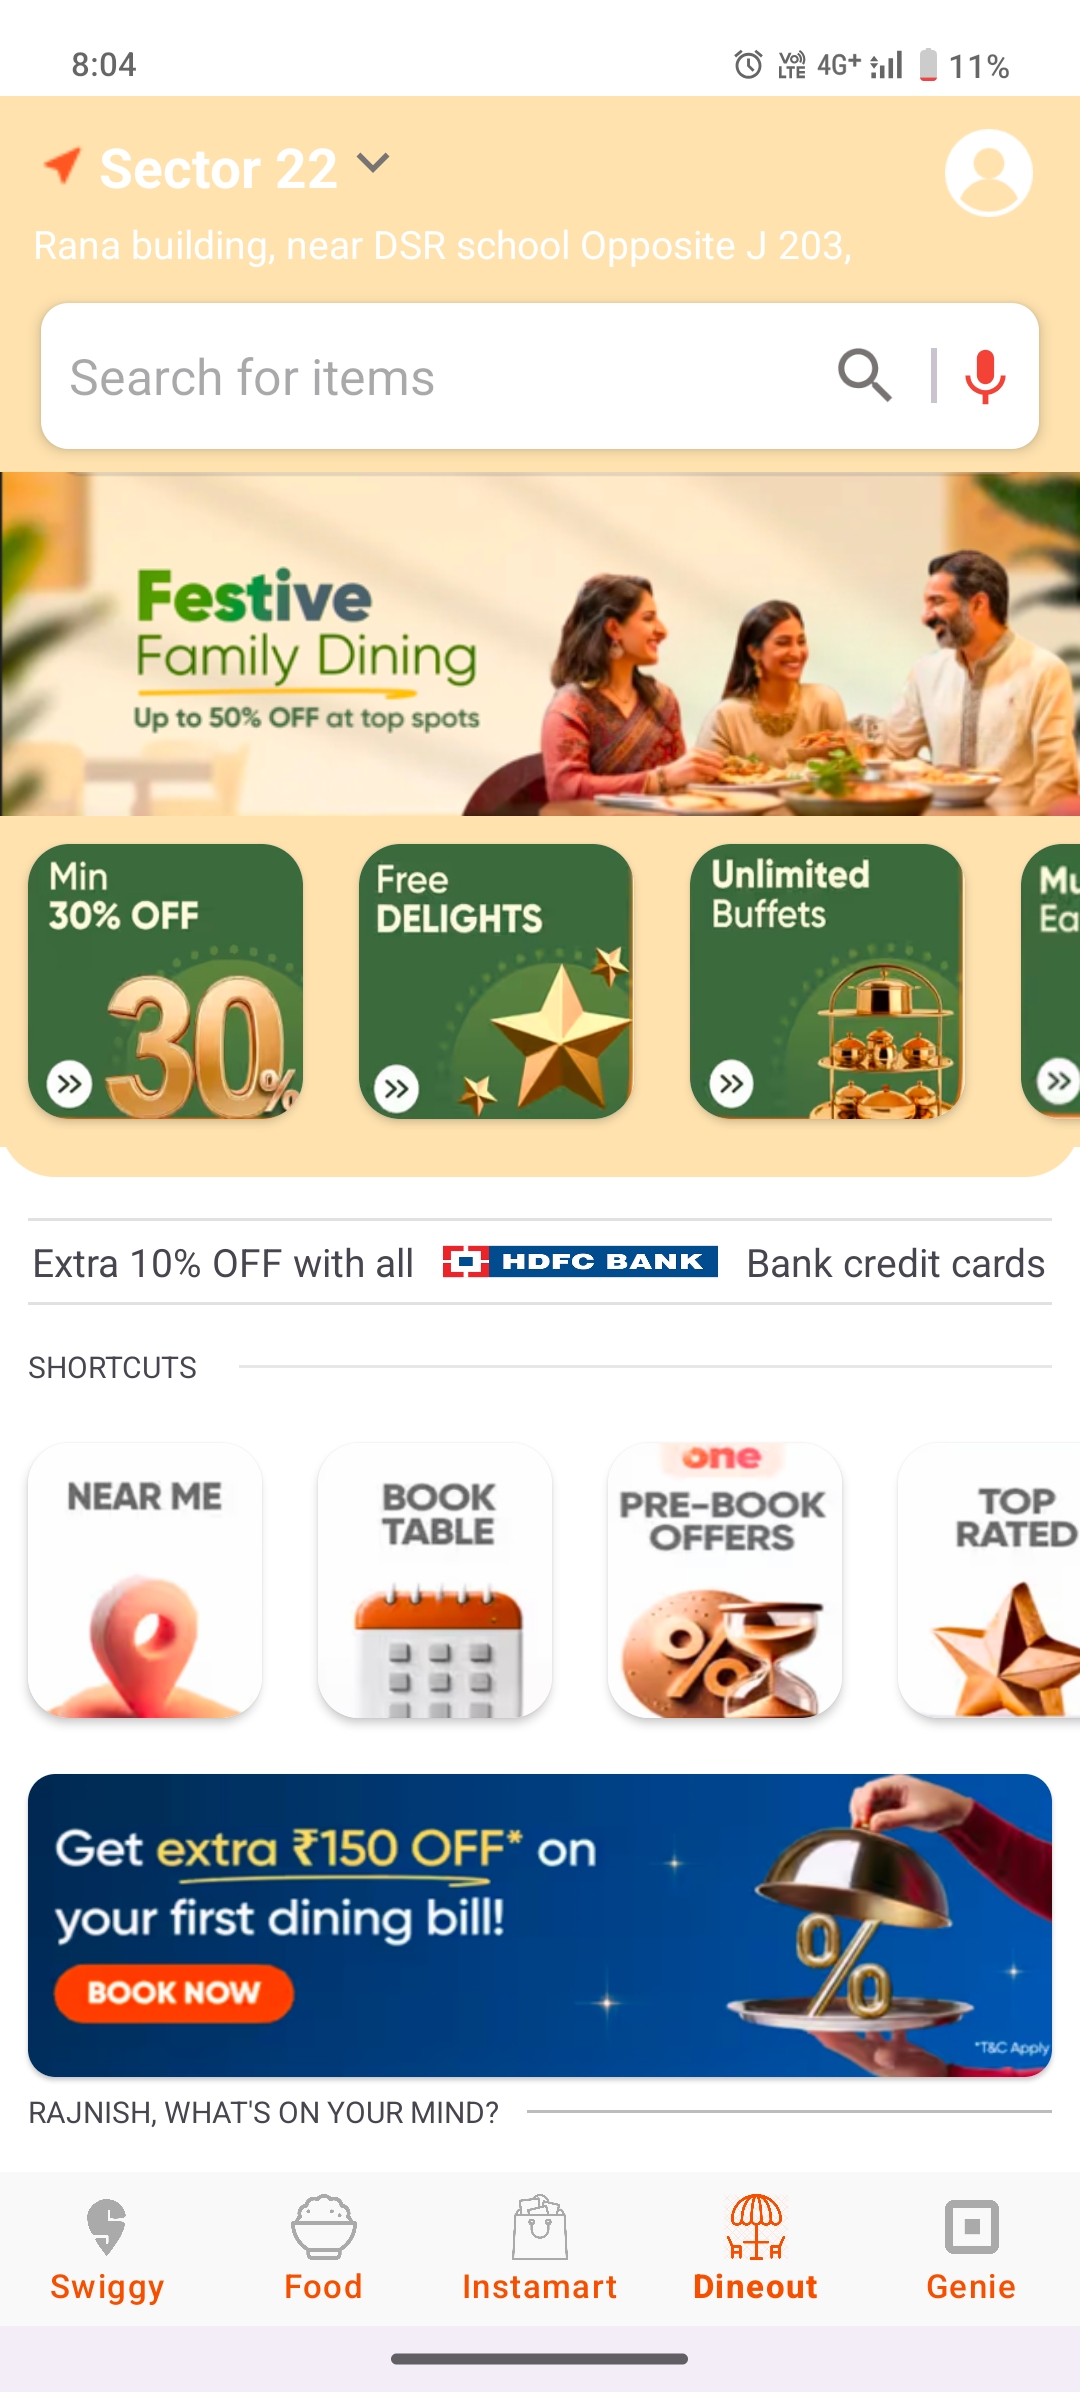 8:04
Vo)
LTE
4G+
11%
Sector 22
Rana building, near DSR school Opposite J 203,
Search for items
Festive
Family Dining
Up to 50% OFF at top spots
Min
30% OFF
30%
Free
DELIGHTS
Unlimited
Buffets
Mu
Ea
Extra 10% OFF with all HDFC BANK Bank credit cards
SHORTCUTS
NEAR ME
BOOK
TABLE
one
PRE-BOOK
OFFERS
%
TOP
RATED
Get extra ₹150 OFF* on
your first dining bill!
BOOK NOW
%
*T&C Apply
RAJNISH, WHAT'S ON YOUR MIND?
Swiggy
Food
Instamart
Dineout
Genie